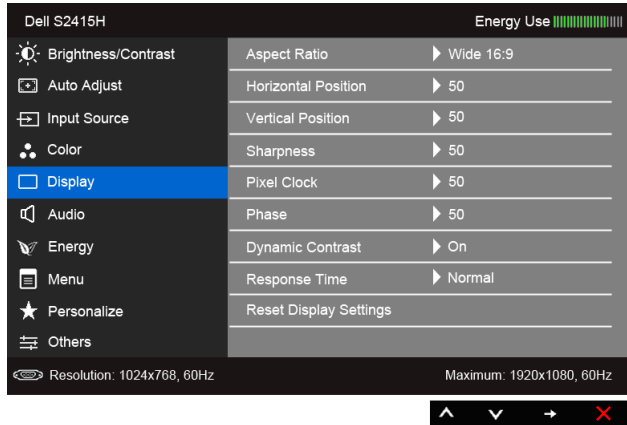 Dell S2415H Energy Use
Brightness/Contrast Aspect Ratio Wide 16:9
Auto Adjust Horizontal Position 50
Input Source Vertical Position 50
Color Sharpness 50
Display Pixel Clock 50
Audio Phase 50
Energy Dynamic Contrast On
Menu Response Time Normal
Personalize Reset Display Settings
Others
Resolution: 1024x768, 60Hz Maximum: 1920x1080, 60Hz